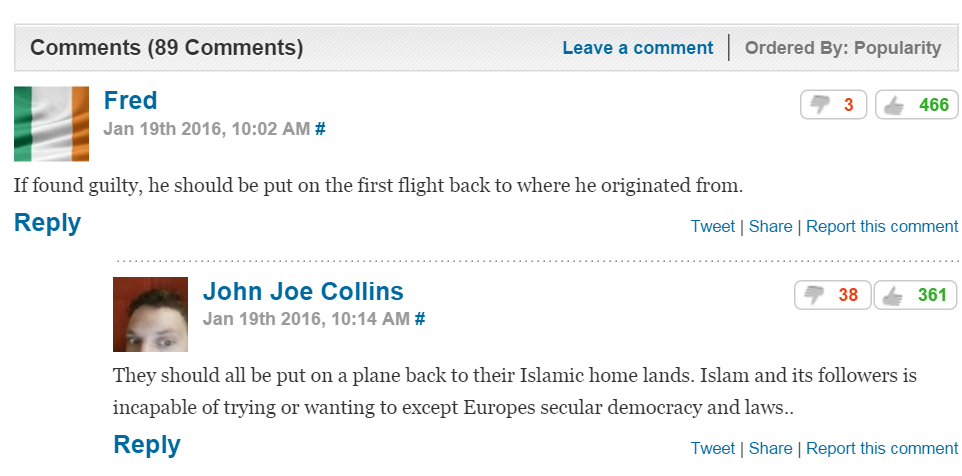 Comments (89 Comments) Leave a comment Ordered By: Popularity
Fred 3 466
Jan 19th 2016, 10:02 AM #
If found guilty, he should be put on the first flight back to where he originated from.
Reply Tweet | Share | Report this comment
John Joe Collins 38 361
Jan 19th 2016, 10:14 AM #
They should all be put on a plane back to their Islamic home lands. Islam and its followers is
incapable of trying or wanting to except Europes secular democracy and laws..
Reply Tweet | Share | Report this comment